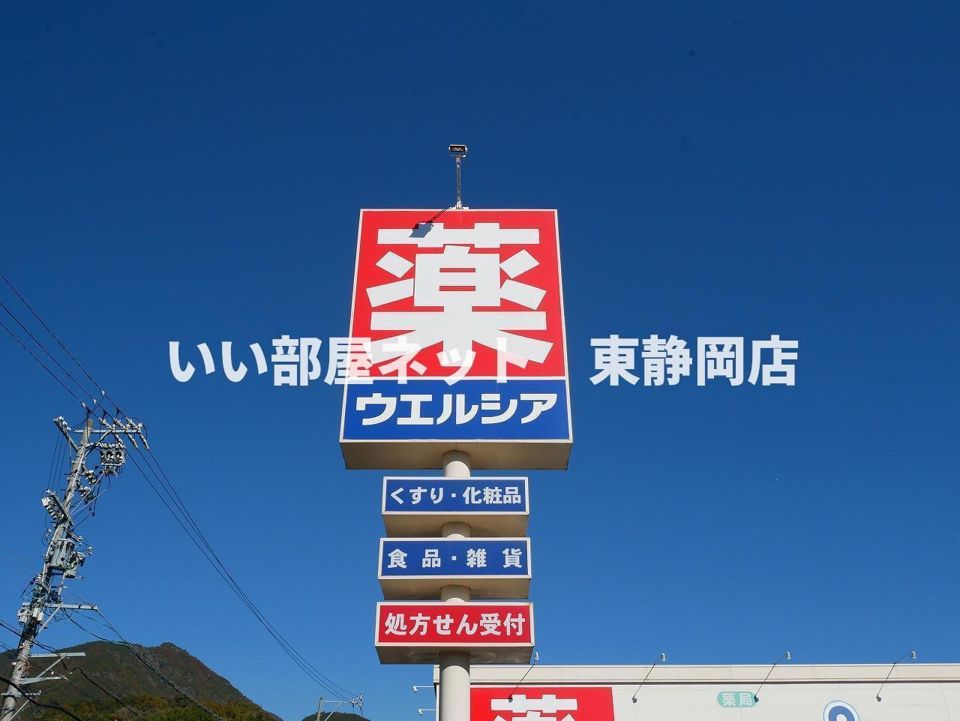 薬
いい部屋ネット　東静岡店
ウエルシア
くすり・化粧品
食品・雑貨
処方せん受付
薬局
薬